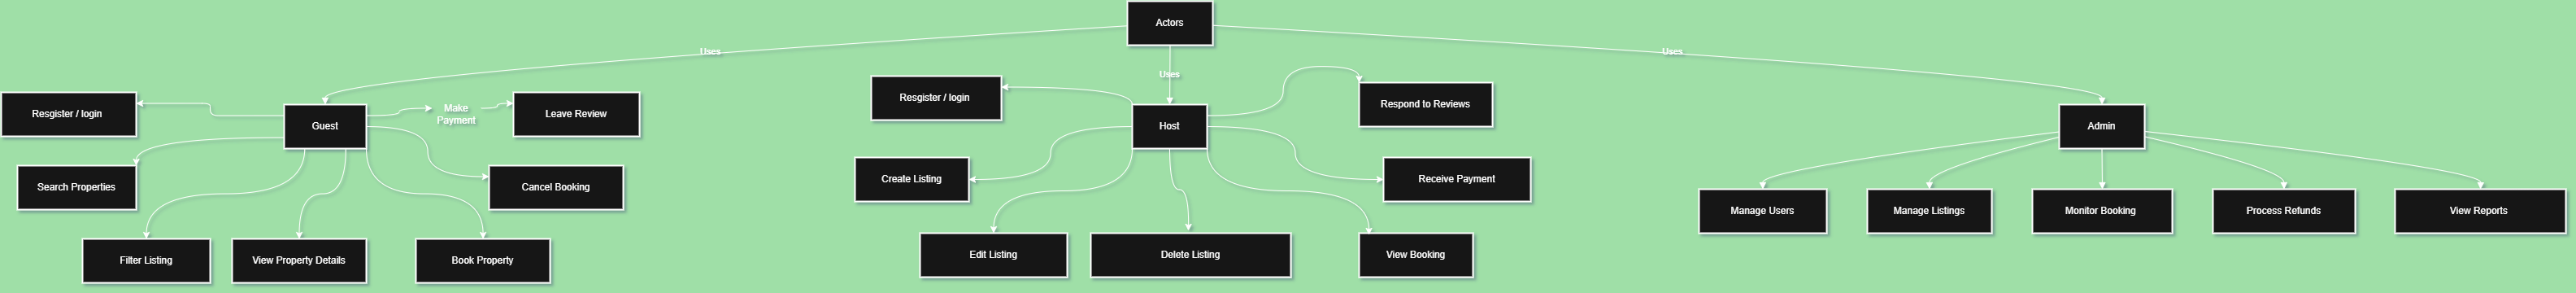 Actors
Uses
Uses
Uses
Resgister / login
Guest
Make
Payment
Leave Review
Search Properties
Cancel Booking
Filter Listing
View Property Details
Book Property
Resgister / login
Host
Respond to Reviews
Create Listing
Receive Payment
Edit Listing
Delete Listing
View Booking
Admin
Manage Users
Manage Listings
Monitor Booking
Process Refunds
View Reports